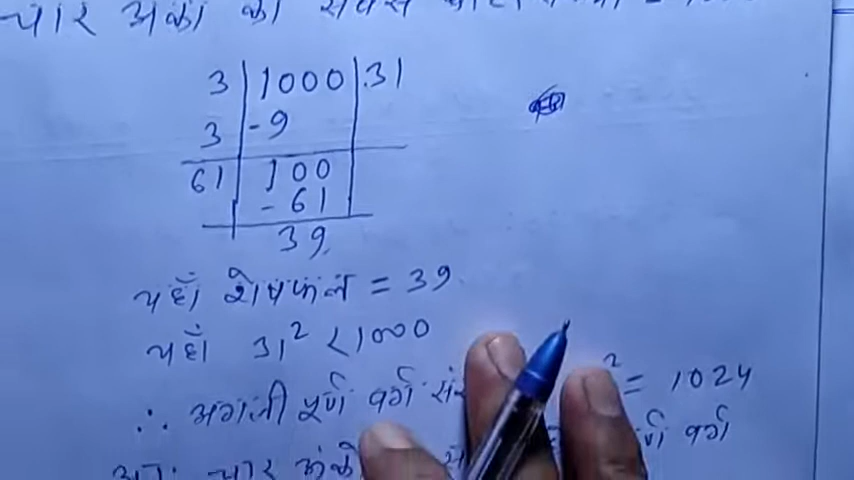 चार अंकों की
3 | 1000 | 31
3 | -9
61 | 100
- 61
39
यहाँ शेषफल = 39
यहाँ 31² < 1000
∴ अगली पूर्ण वर्ग ² = 1024
अतः चार अंको पूर्ण वर्ग